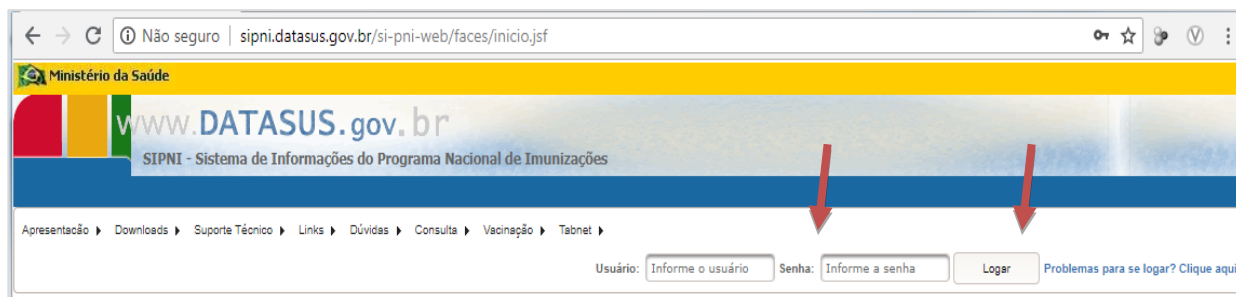 Não seguro | sipni.datasus.gov.br/si-pni-web/faces/inicio.jsf
Ministério da Saúde
www.DATASUS.gov.br
SIPNI - Sistema de Informações do Programa Nacional de Imunizações
Apresentacão Downloads Suporte Técnico Links Dúvidas Consulta Vacinação Tabnet
Usuário: Informe o usuário Senha: Informe a senha Logar Problemas para se logar? Clique aqui